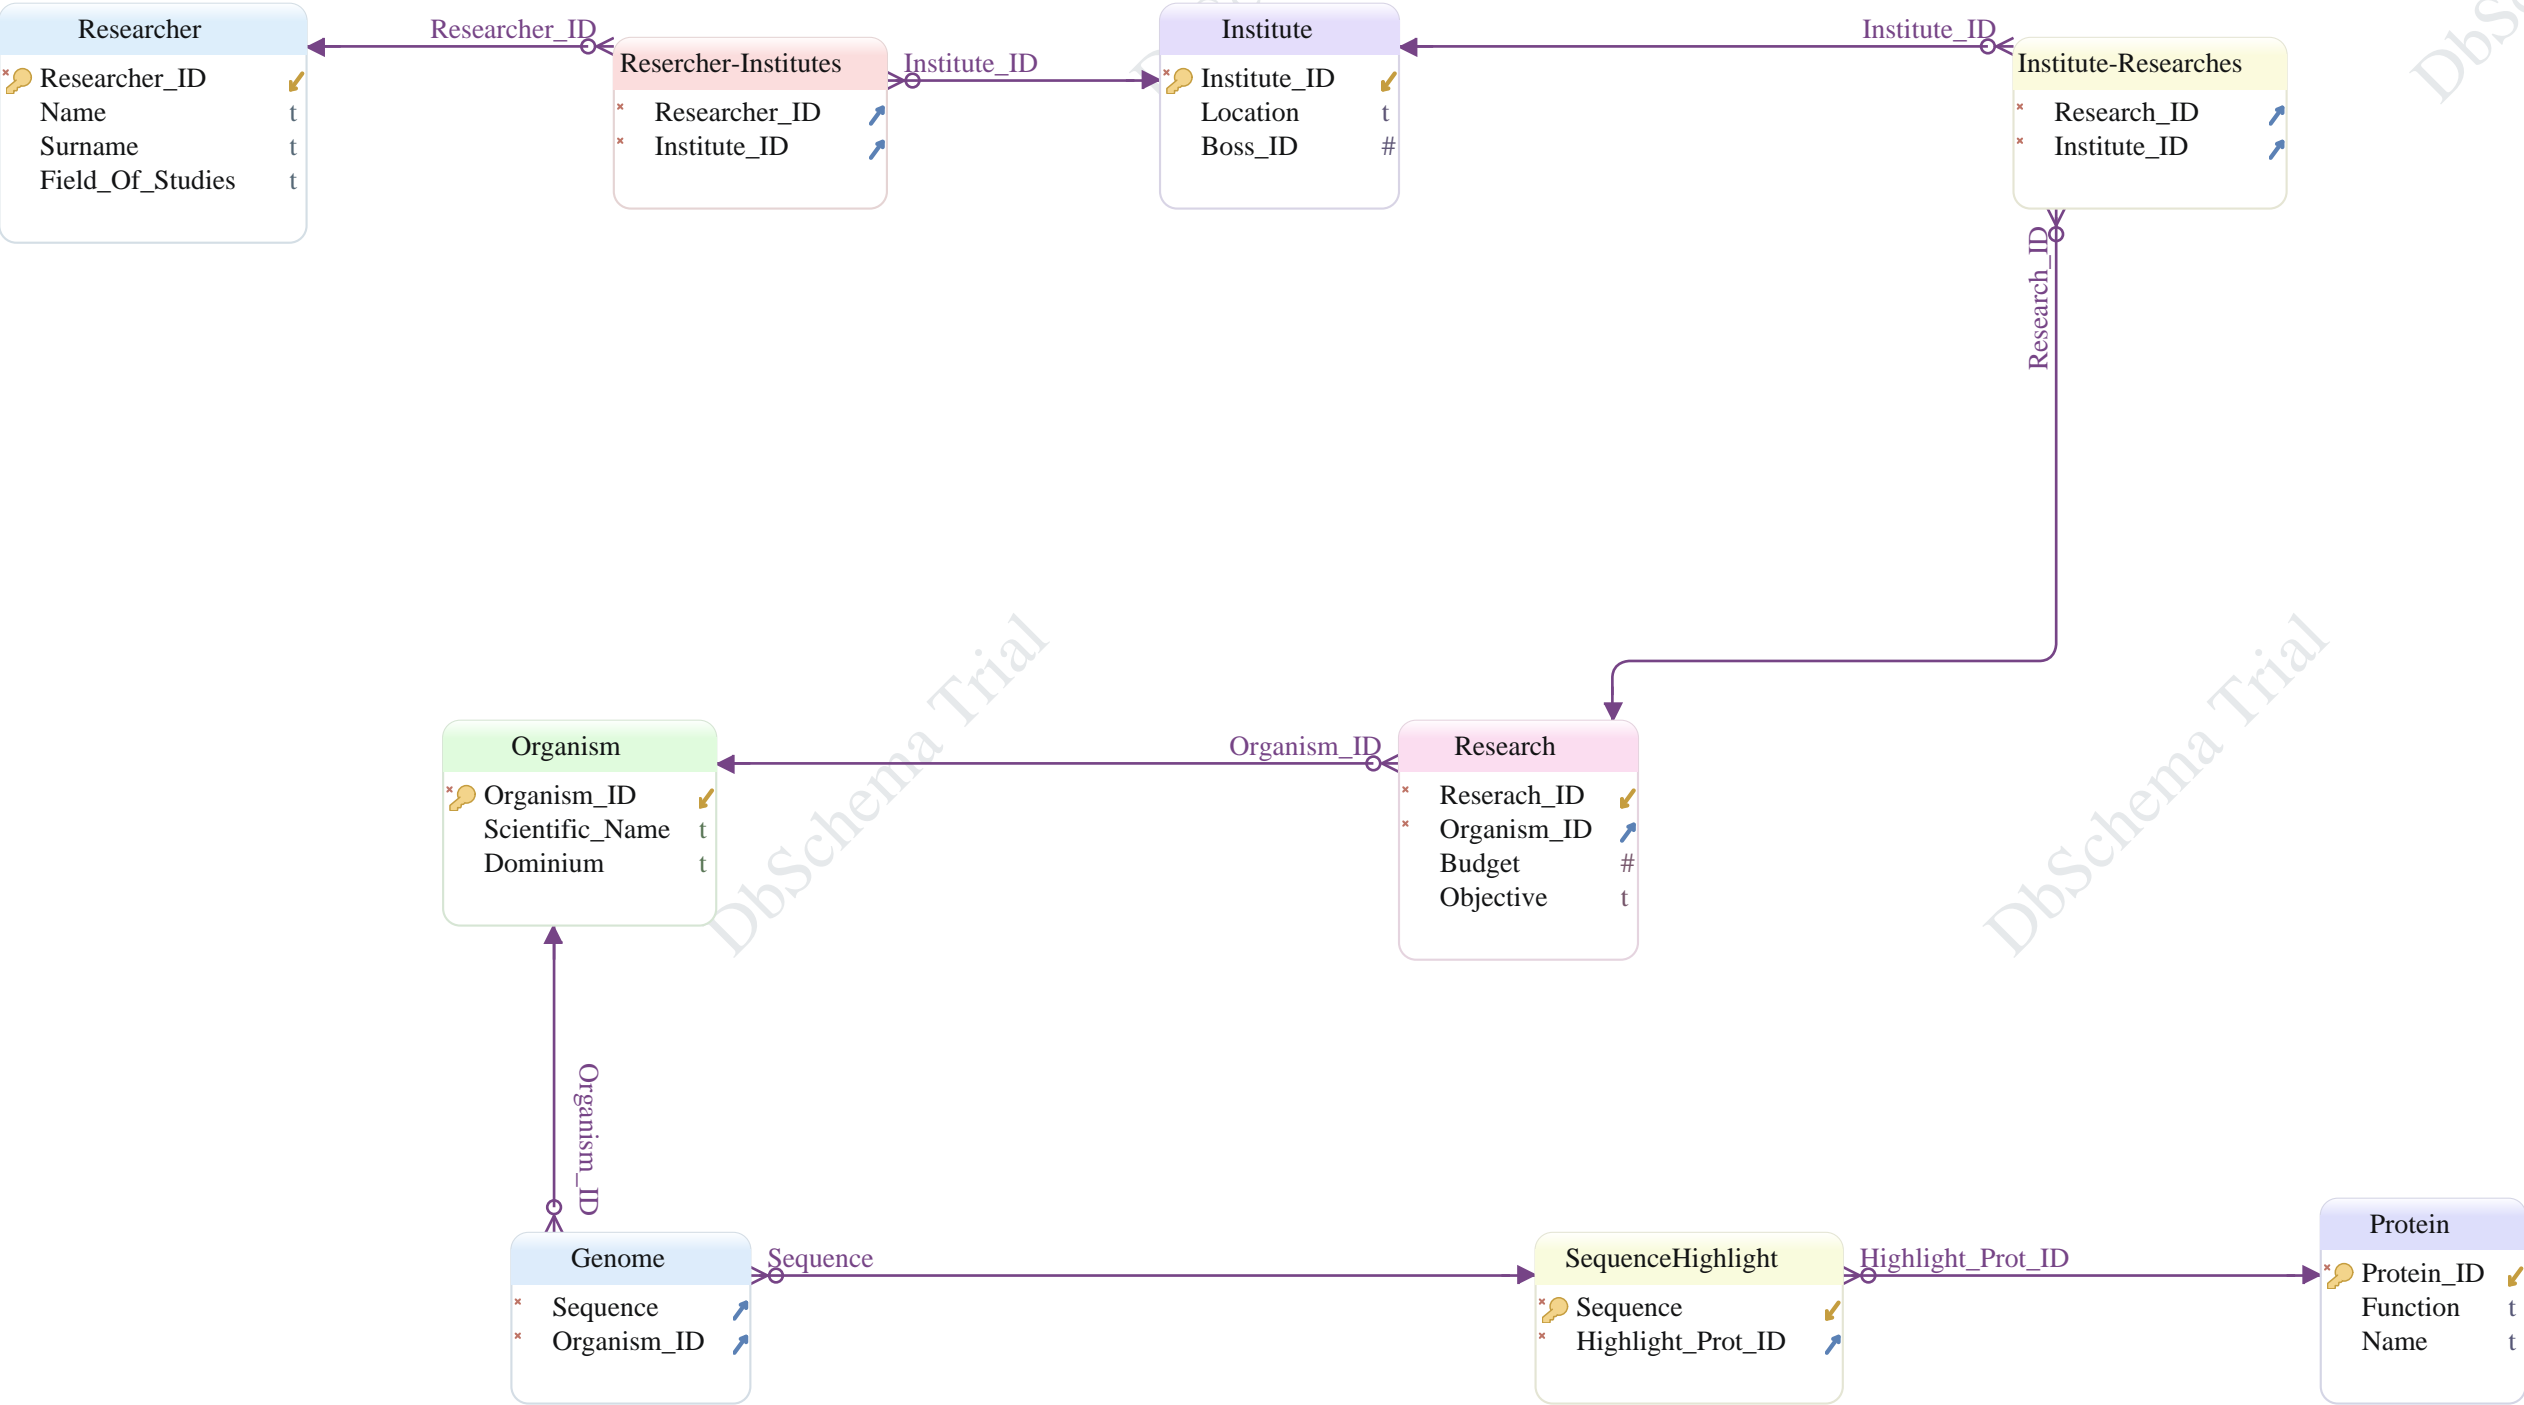 Researcher
Researcher_ID
Name t
Surname t
Field_Of_Studies t
Researcher_ID
Resercher-Institutes
Researcher_ID
Institute_ID
Institute_ID
Institute
Institute_ID
Location t
Boss_ID #
Institute_ID
Institute-Researches
Research_ID
Institute_ID
Research_ID
DbSchema Trial
DbSchema Trial
Organism
Organism_ID
Scientific_Name t
Dominium t
Organism_ID
Research
Reserach_ID
Organism_ID
Budget #
Objective t
Organism_ID
Genome
Sequence
Organism_ID
Sequence
SequenceHighlight
Sequence
Highlight_Prot_ID
Highlight_Prot_ID
Protein
Protein_ID
Function t
Name t